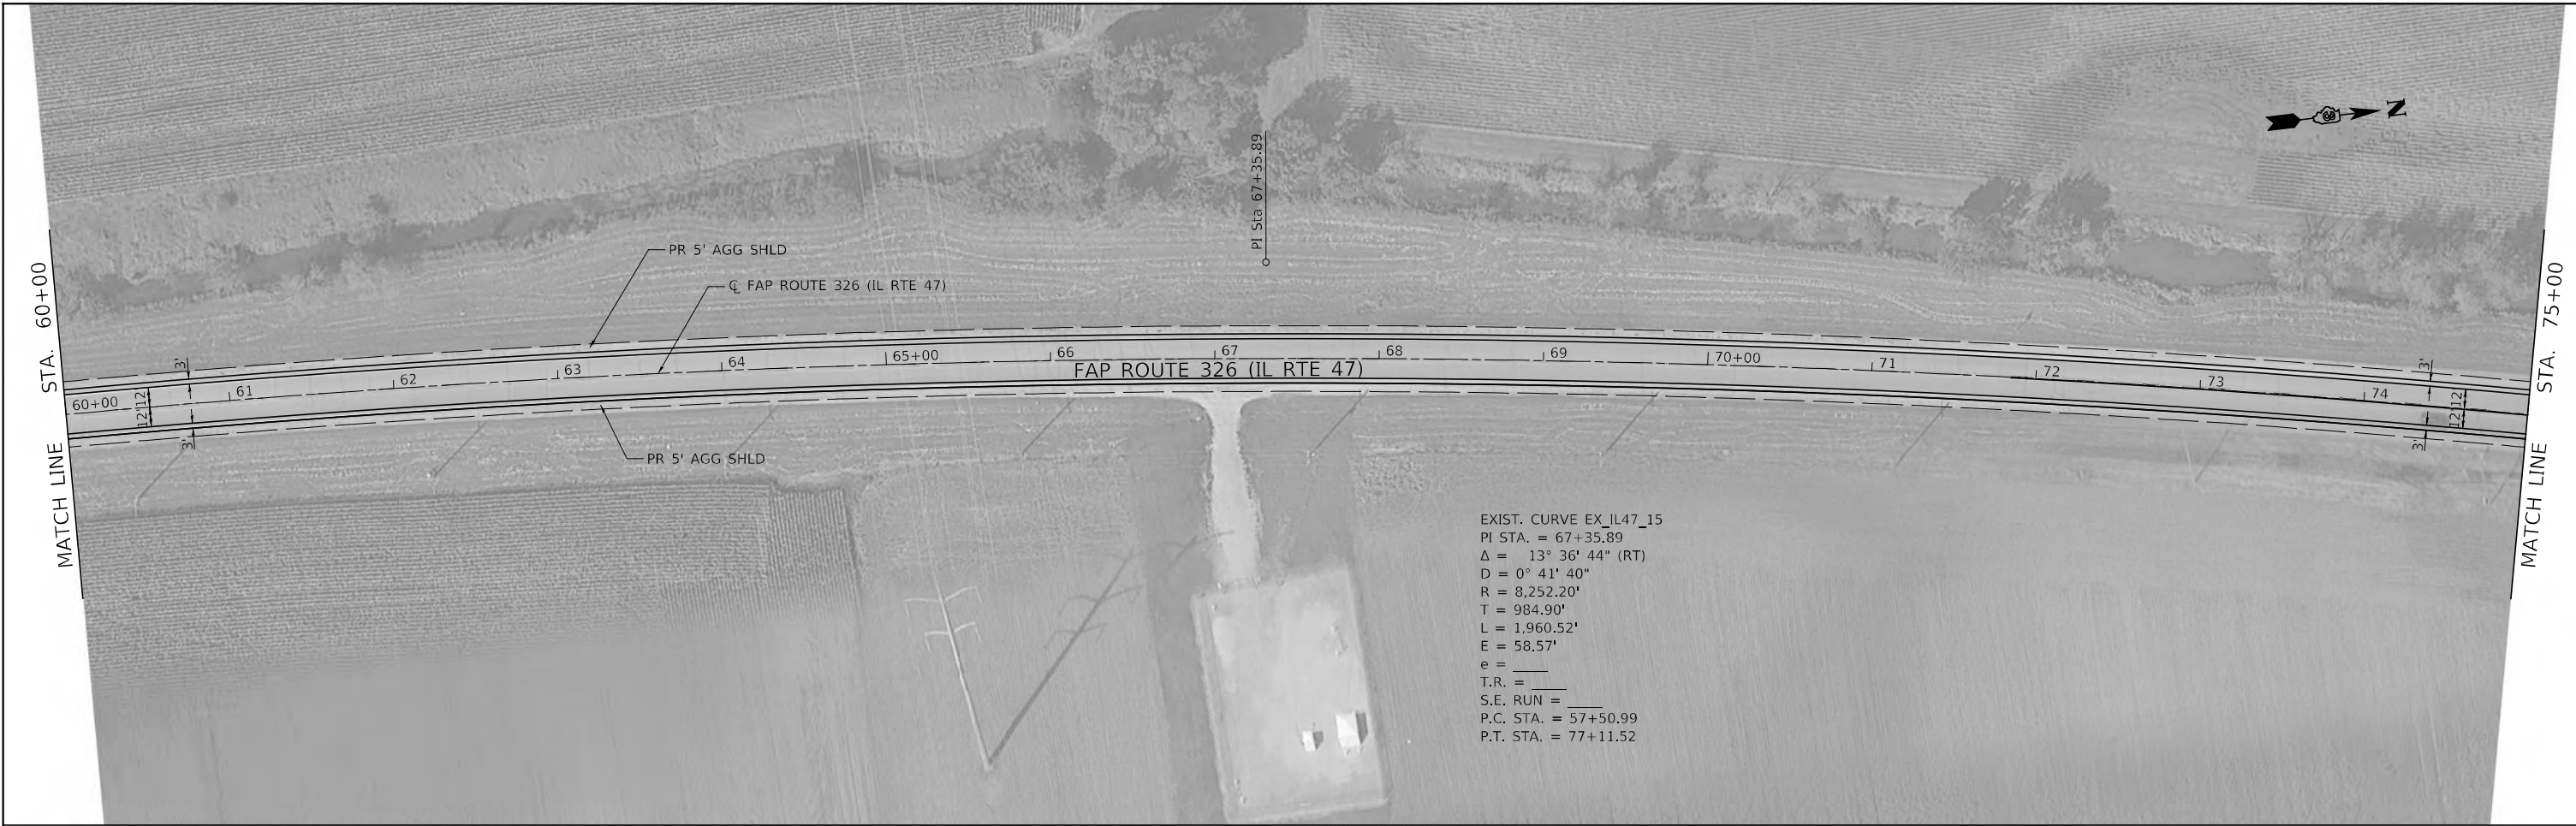 N
PI Sta 67+35.89
PR 5' AGG SHLD
℄ FAP ROUTE 326 (IL RTE 47)
MATCH LINE STA. 60+00
MATCH LINE STA. 75+00
60+00
61
62
63
64
65+00
66
67
68
69
70+00
71
72
73
74
3'
12'
12'
3'
FAP ROUTE 326 (IL RTE 47)
3'
12'
12'
3'
PR 5' AGG SHLD
EXIST. CURVE EX_IL47_15
PI STA. = 67+35.89
Δ = 13° 36' 44" (RT)
D = 0° 41' 40"
R = 8,252.20'
T = 984.90'
L = 1,960.52'
E = 58.57'
e = ____
T.R. = ____
S.E. RUN = ____
P.C. STA. = 57+50.99
P.T. STA. = 77+11.52